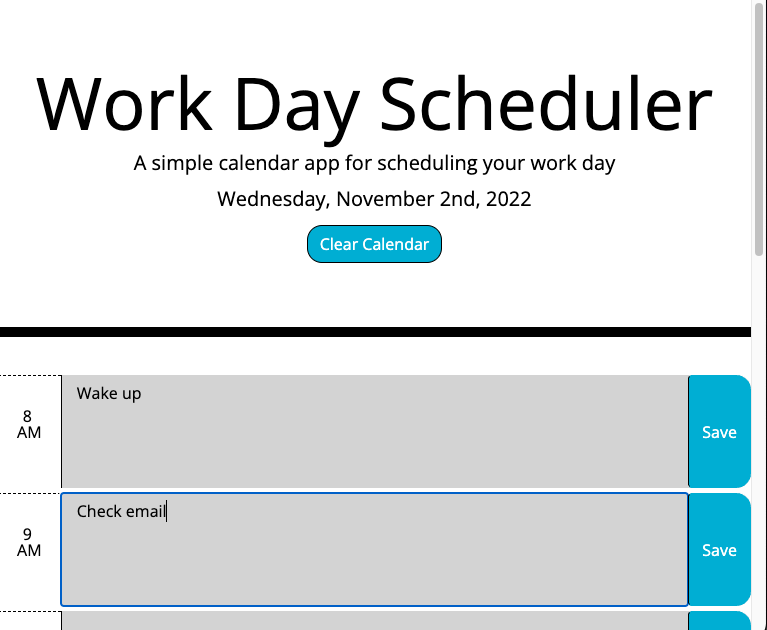 Work Day Scheduler
A simple calendar app for scheduling your work day
Wednesday, November 2nd, 2022
Clear Calendar
8
AM
Wake up
Save
9
AM
Check email
Save